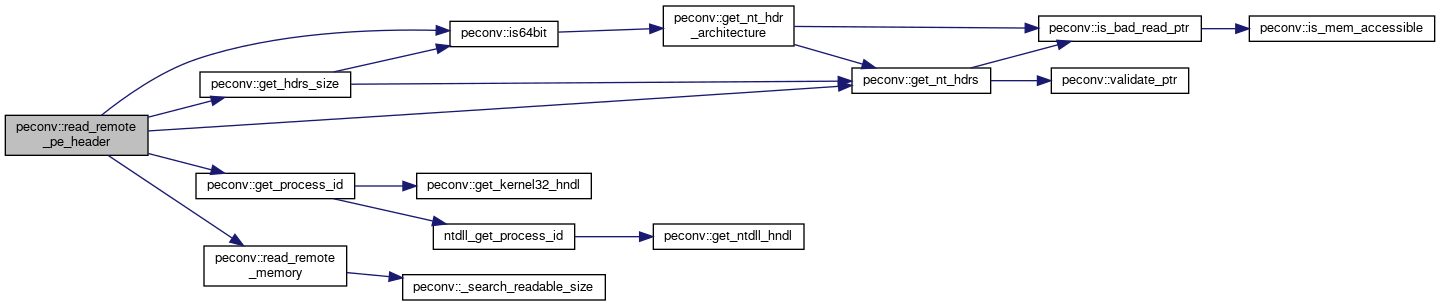 peconv::read_remote
_pe_header
peconv::is64bit
peconv::get_hdrs_size
peconv::get_nt_hdr
_architecture
peconv::get_nt_hdrs
peconv::is_bad_read_ptr
peconv::is_mem_accessible
peconv::validate_ptr
peconv::get_process_id
peconv::get_kernel32_hndl
ntdll_get_process_id
peconv::get_ntdll_hndl
peconv::read_remote
_memory
peconv::_search_readable_size